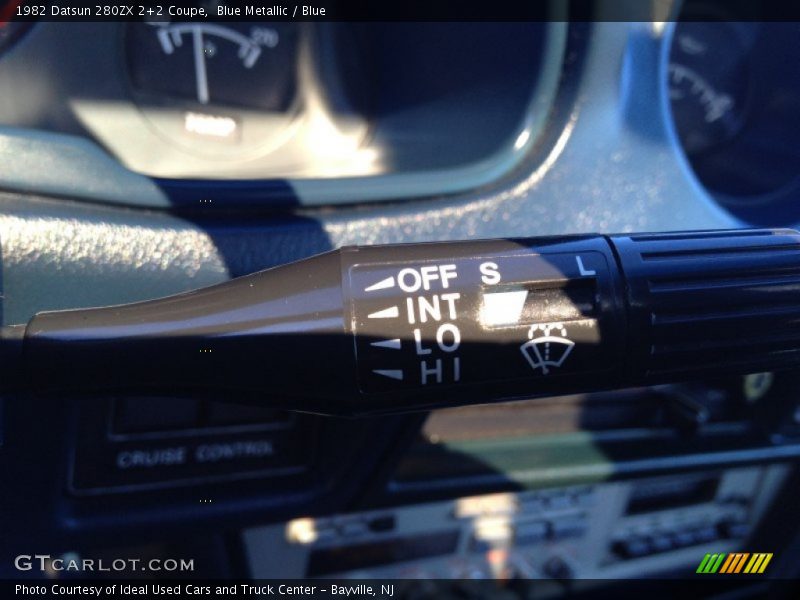 1982 Datsun 280ZX 2+2 Coupe, Blue Metallic / Blue
OFF S L
INT
LO
HI
CRUISE CONTROL
GTCARLOT.COM
Photo Courtesy of Ideal Used Cars and Truck Center - Bayville, NJ